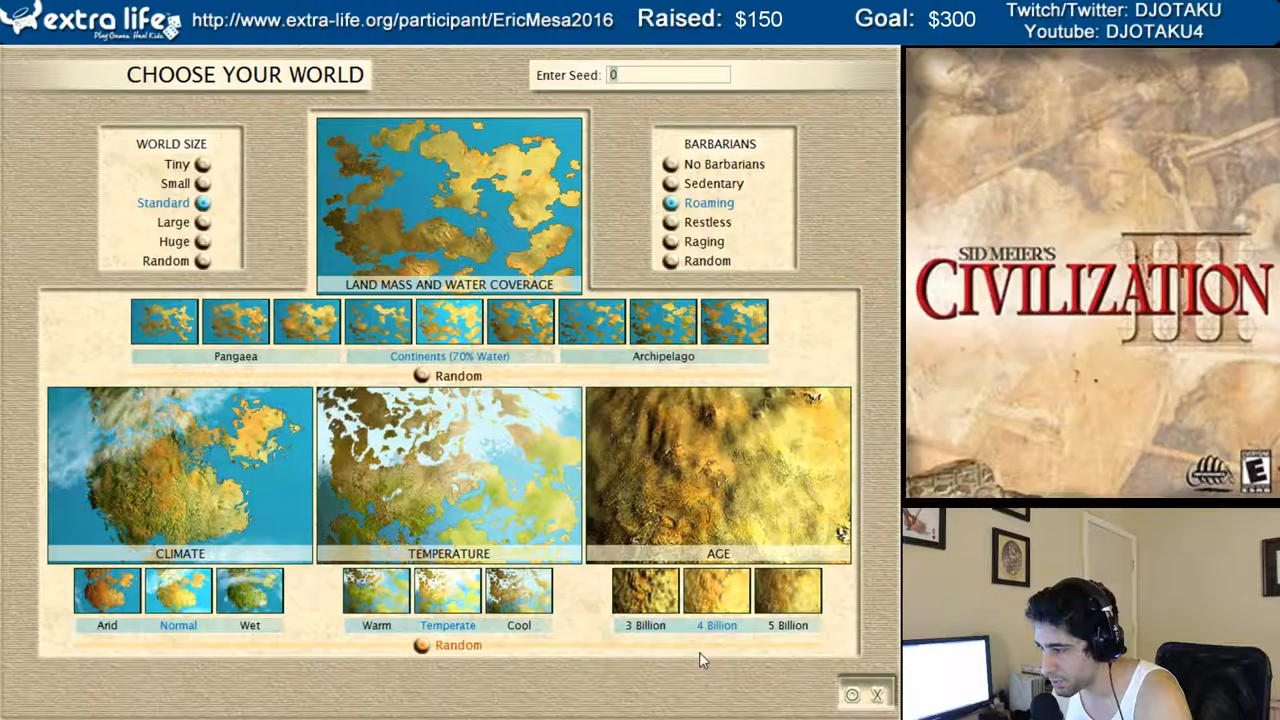 extra life
Play Games. Heal Kids.
http://www.extra-life.org/participant/EricMesa2016
Raised: $150
Goal: $300
Twitch/Twitter: DJOTAKU
Youtube: DJOTAKU4
CHOOSE YOUR WORLD
Enter Seed: 0
WORLD SIZE
Tiny
Small
Standard
Large
Huge
Random
LAND MASS AND WATER COVERAGE
BARBARIANS
No Barbarians
Sedentary
Roaming
Restless
Raging
Random
Pangaea
Continents (70% Water)
Archipelago
Random
CLIMATE
TEMPERATURE
AGE
Arid
Normal
Wet
Warm
Temperate
Cool
3 Billion
4 Billion
5 Billion
Random
X
SID MEIER'S
CIVILIZATION III
E